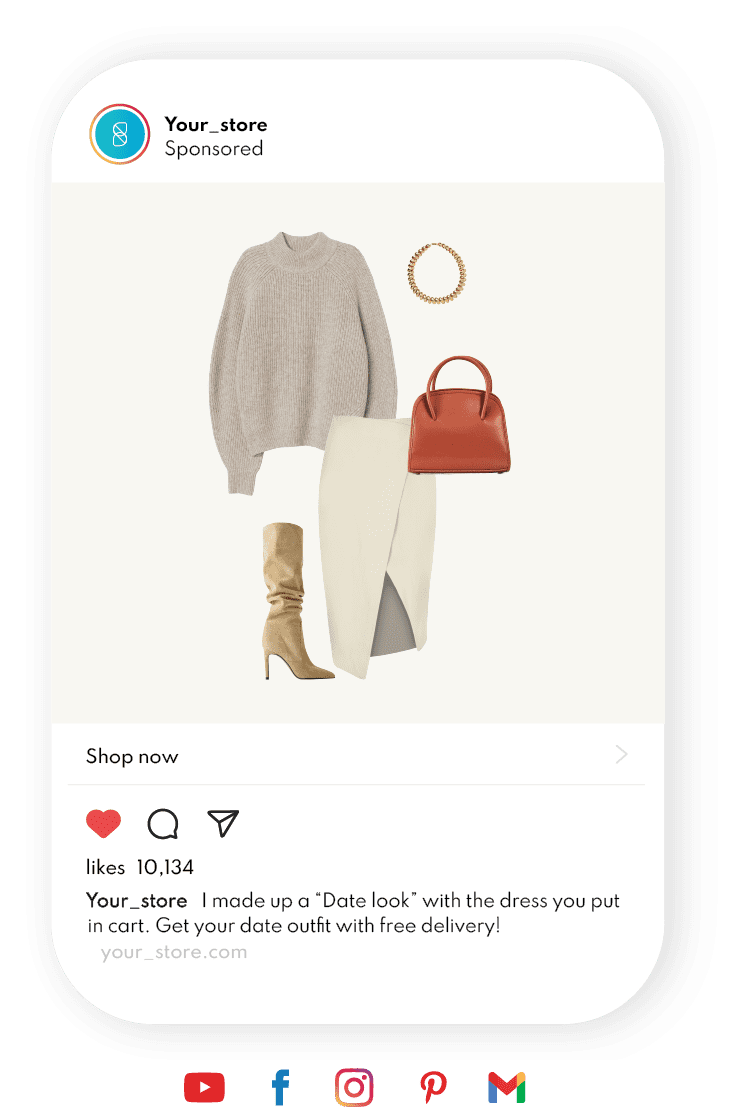 Your_store
Sponsored
Shop now
likes 10,134
Your_store I made up a “Date look” with the dress you put
in cart. Get your date outfit with free delivery!
your_store.com